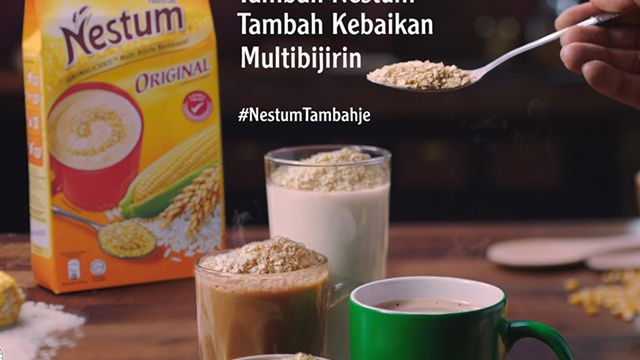 Tambah Nestum
Tambah Kebaikan
Multibijirin
#NestumTambahje
Nestum
ORIGINAL